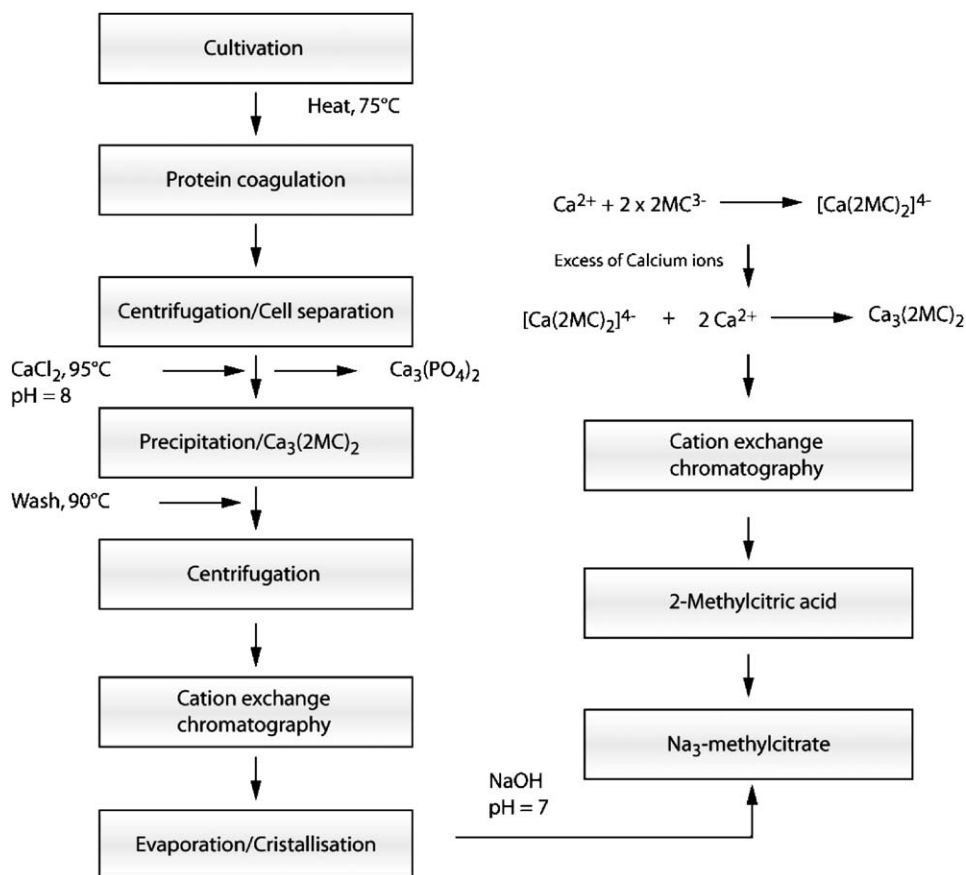 Cultivation
Heat, 75°C
Protein coagulation
Centrifugation/Cell separation
CaCl₂, 95°C
pH = 8
Ca₃(PO₄)₂
Precipitation/Ca₃(2MC)₂
Wash, 90°C
Centrifugation
Cation exchange
chromatography
Evaporation/Cristallisation
NaOH
pH = 7
Ca²⁺ + 2 x 2MC³⁻ → [Ca(2MC)₂]⁴⁻
Excess of Calcium ions
[Ca(2MC)₂]⁴⁻ + 2 Ca²⁺ → Ca₃(2MC)₂
Cation exchange
chromatography
2-Methylcitric acid
Na₃-methylcitrate